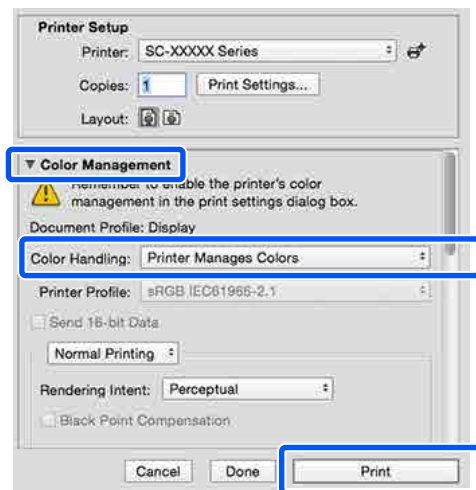 Printer Setup
Printer: SC-XXXXX Series
Copies: 1 Print Settings...
Layout:
▼ Color Management
Remember to enable the printer's color
management in the print settings dialog box.
Document Profile: Display
Color Handling: Printer Manages Colors
Printer Profile: sRGB IEC61966-2.1
Send 16-bit Data
Normal Printing
Rendering Intent: Perceptual
Black Point Compensation
Cancel Done Print